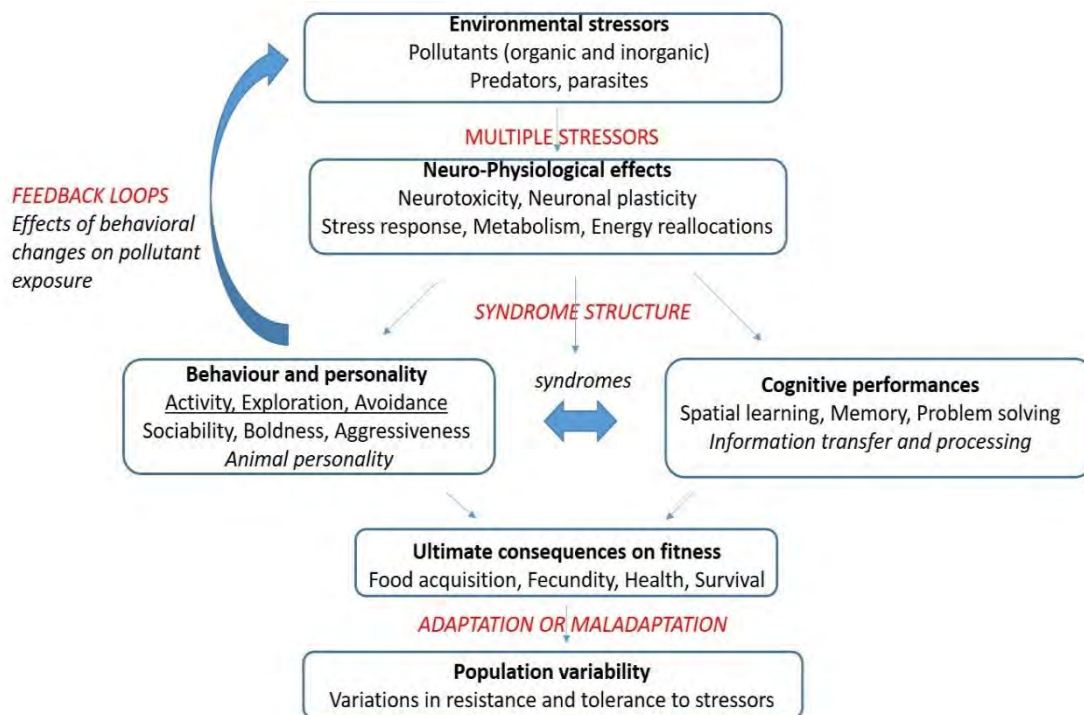 Environmental stressors
Pollutants (organic and inorganic)
Predators, parasites
MULTIPLE STRESSORS
Neuro-Physiological effects
Neurotoxicity, Neuronal plasticity
Stress response, Metabolism, Energy reallocations
FEEDBACK LOOPS
Effects of behavioral
changes on pollutant
exposure
SYNDROME STRUCTURE
Behaviour and personality
Activity, Exploration, Avoidance
Sociability, Boldness, Aggressiveness
Animal personality
syndromes
Cognitive performances
Spatial learning, Memory, Problem solving
Information transfer and processing
Ultimate consequences on fitness
Food acquisition, Fecundity, Health, Survival
ADAPTATION OR MALADAPTATION
Population variability
Variations in resistance and tolerance to stressors